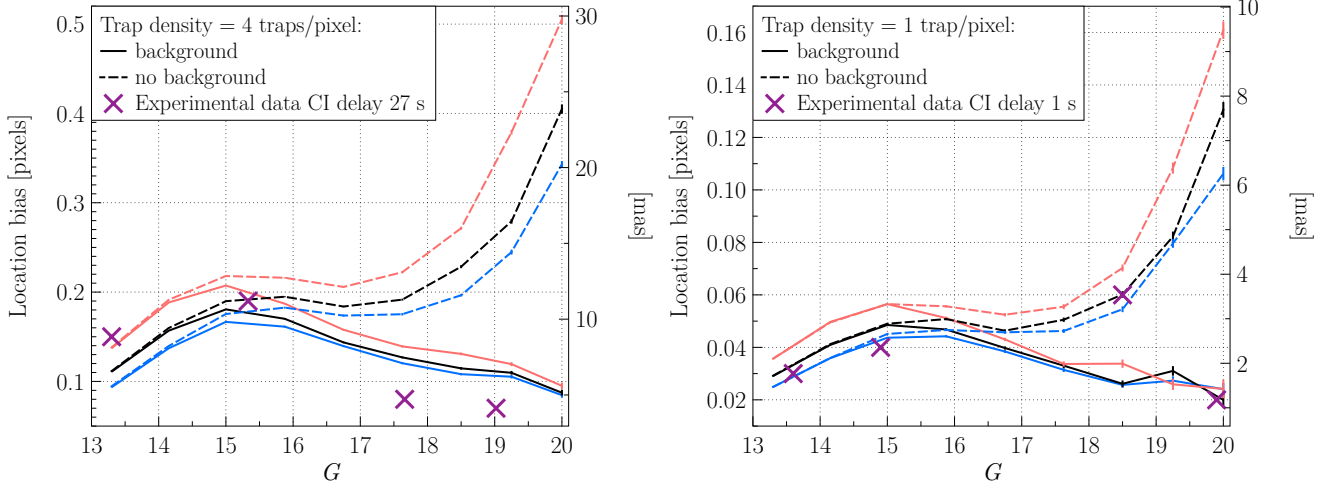 Trap density = 4 traps/pixel:
background
no background
Experimental data CI delay 27 s
0.5
0.4
0.3
0.2
0.1
Location bias [pixels]
30
20
10
[mas]
13 14 15 16 17 18 19 20
G
Trap density = 1 trap/pixel:
background
no background
Experimental data CI delay 1 s
0.16
0.14
0.12
0.10
0.08
0.06
0.04
0.02
Location bias [pixels]
10
8
6
4
2
[mas]
13 14 15 16 17 18 19 20
G